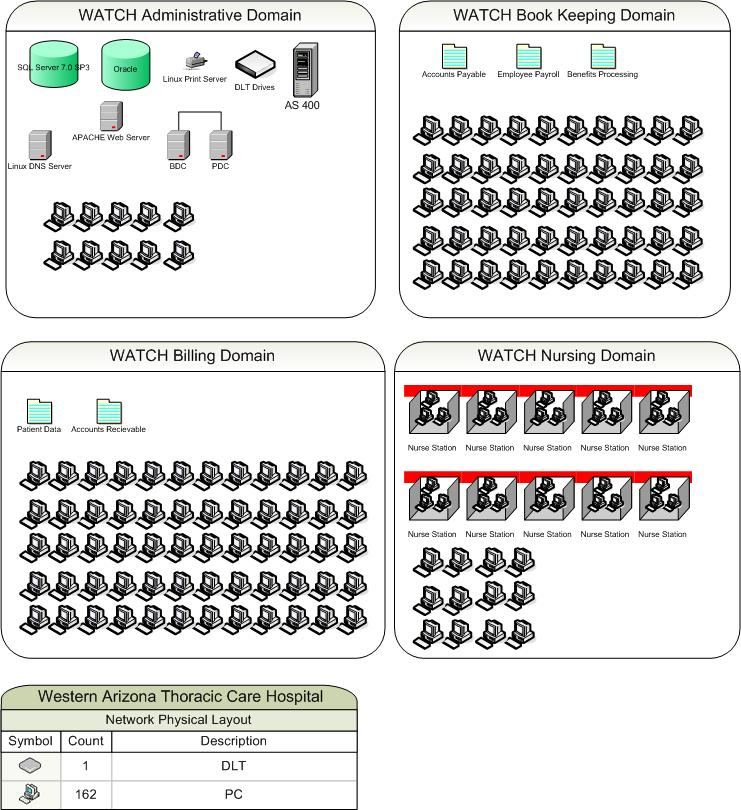 WATCH Administrative Domain
SQL Server 7.0 SP3
Oracle
Linux Print Server
DLT Drives
AS 400
APACHE Web Server
Linux DNS Server
BDC
PDC
WATCH Book Keeping Domain
Accounts Payable
Employee Payroll
Benefits Processing
WATCH Billing Domain
Patient Data
Accounts Recievable
WATCH Nursing Domain
Nurse Station Nurse Station Nurse Station Nurse Station Nurse Station
Nurse Station Nurse Station Nurse Station Nurse Station Nurse Station
Western Arizona Thoracic Care Hospital
Network Physical Layout
Symbol Count Description
1 DLT
162 PC